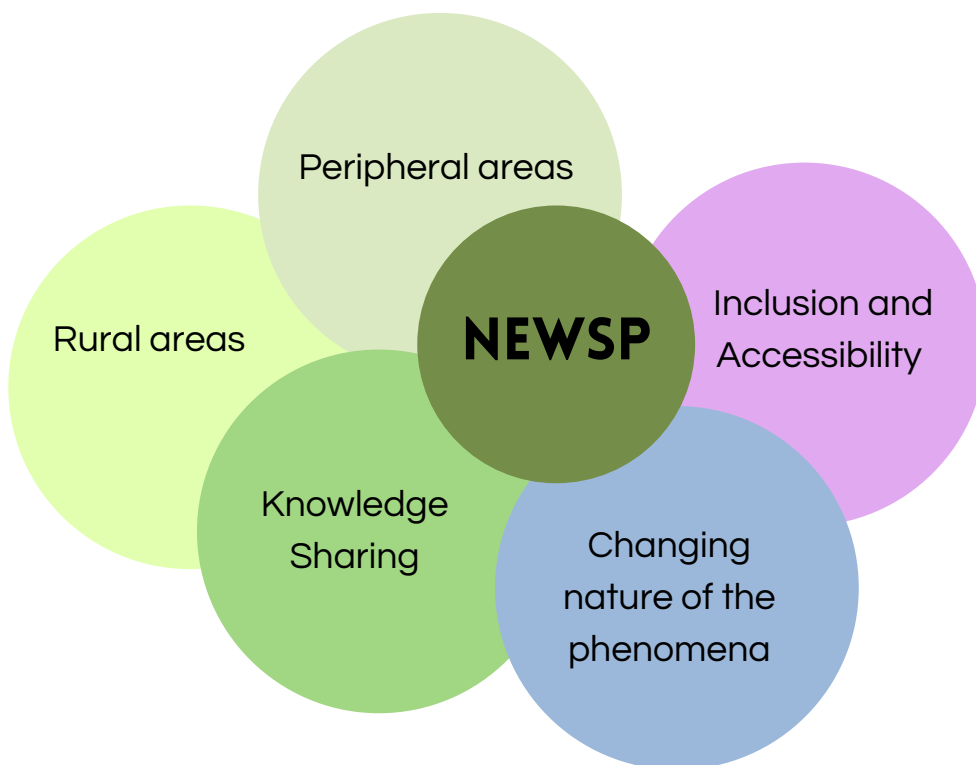 Peripheral areas
Rural areas
NEWSP
Inclusion and
Accessibility
Knowledge
Sharing
Changing
nature of the
phenomena